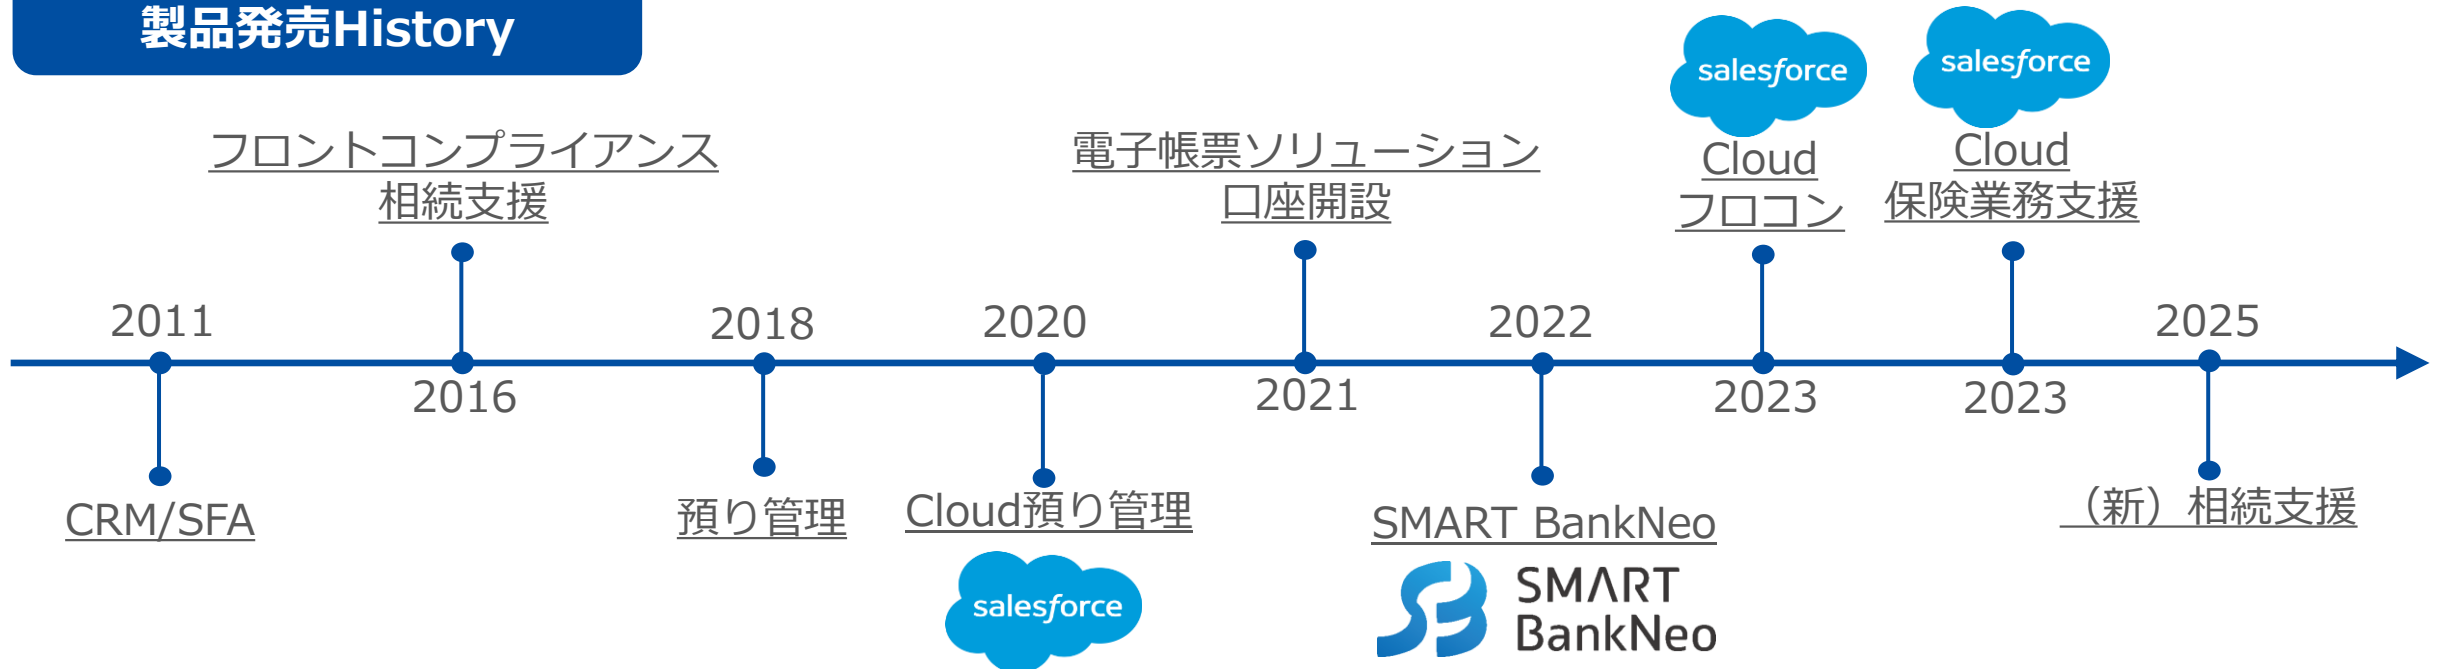 製品発売History
salesforce
salesforce
フロントコンプライアンス
相続支援
電子帳票ソリューション
口座開設
Cloud
フロコン
Cloud
保険業務支援
2011
2018
2020
2022
2025
2016
2021
2023
2023
CRM/SFA
預り管理
Cloud預り管理
SMART BankNeo
（新）相続支援
salesforce
SMART
BankNeo